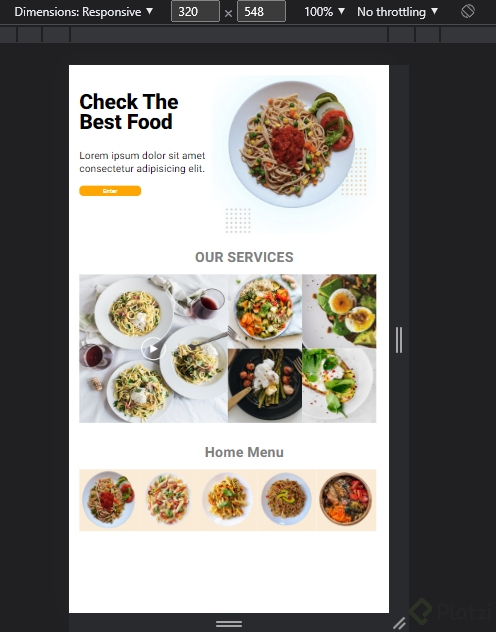 Dimensions: Responsive ▼ 320 × 548 100% ▼ No throttling ▼
Check The
Best Food
Lorem ipsum dolor sit amet
consectetur adipisicing elit.
Enter
OUR SERVICES
Home Menu
Platzi